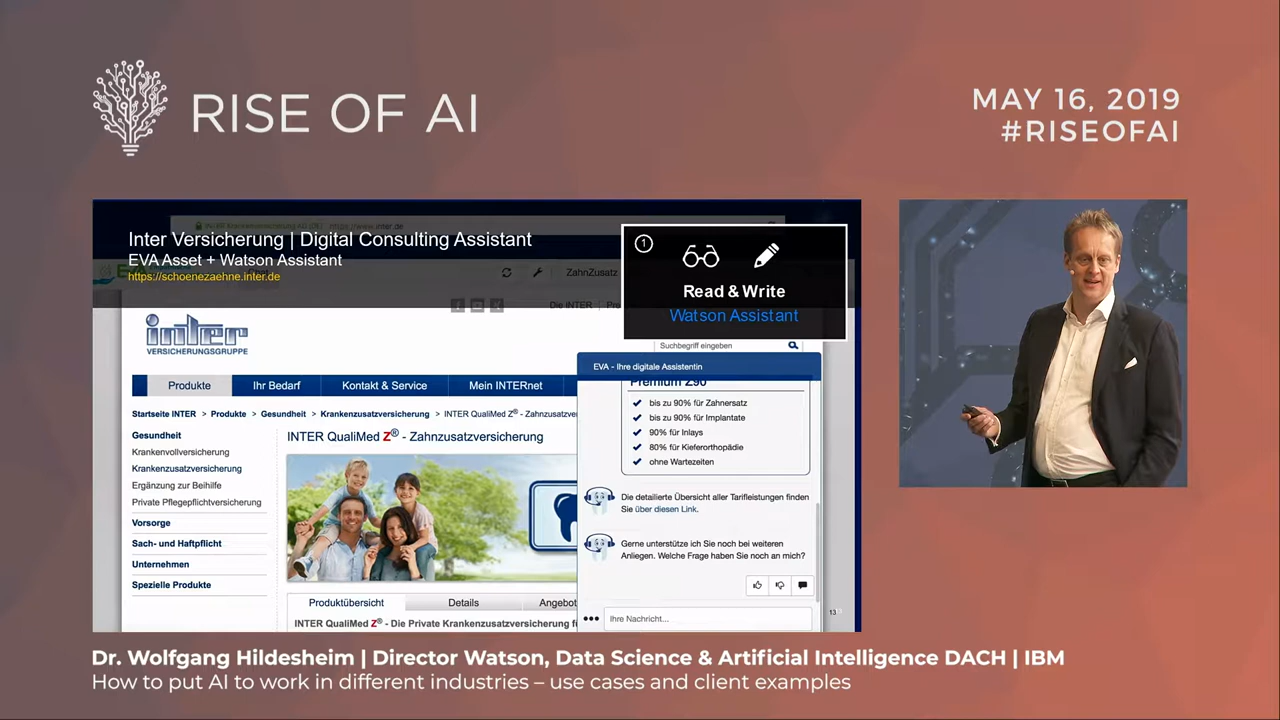 RISE OF AI
MAY 16, 2019
#RISEOFAI
Inter Versicherung | Digital Consulting Assistant
EVA Asset + Watson Assistant
https://schoenezaehne.inter.de
1
Read & Write
Watson Assistant
ZahnZusatz
Die INTER
inter
VERSICHERUNGSGRUPPE
Suchbegriff eingeben
Produkte
Ihr Bedarf
Kontakt & Service
Mein INTERnet
Startseite INTER > Produkte > Gesundheit > Krankenzusatzversicherung > INTER QualiMed Z® - Zahnzusatzve
Gesundheit
Krankenvollversicherung
Krankenzusatzversicherung
Ergänzung zur Beihilfe
Private Pflegepflichtversicherung
Vorsorge
Sach- und Haftpflicht
Unternehmen
Spezielle Produkte
INTER QualiMed Z® - Zahnzusatzversicherung
Produktübersicht
Details
Angebot
INTER QualiMed Z® - Die Private Krankenzusatzversicherung fü
EVA - Ihre digitale Assistentin
Premium Z90
bis zu 90% für Zahnersatz
bis zu 90% für Implantate
90% für Inlays
80% für Kieferorthopädie
ohne Wartezeiten
Die detailierte Übersicht aller Tarifleistungen finden
Sie über diesen Link.
Gerne unterstütze ich Sie noch bei weiteren
Anliegen. Welche Frage haben Sie noch an mich?
Ihre Nachricht...
13
Dr. Wolfgang Hildesheim | Director Watson, Data Science & Artificial Intelligence DACH | IBM
How to put AI to work in different industries – use cases and client examples